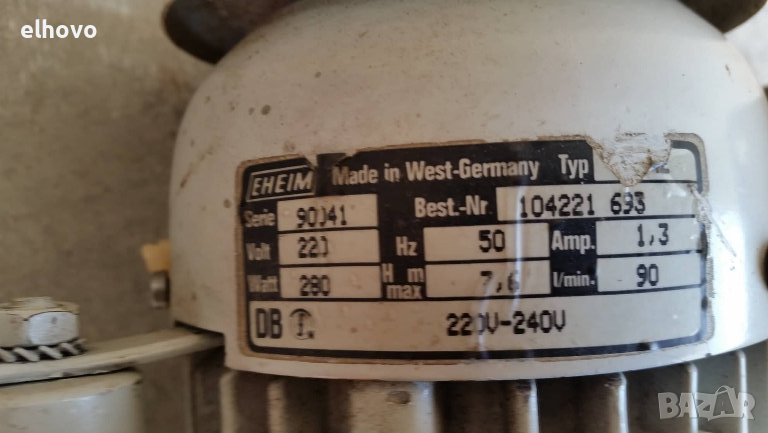 elhovo
EHEIM Made in West-Germany Typ
Serie 90041 Best.-Nr. 104221 693
Volt 220 Hz 50 Amp. 1,3
Watt 280 H m max 7,6 l/min. 90
DB 220V-240V
BAZAR